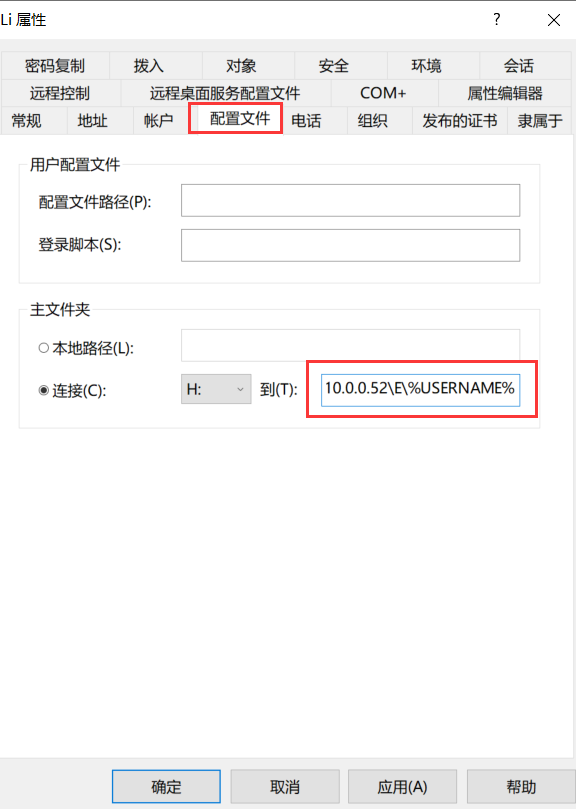 Li 属性 ?
密码复制 拨入 对象 安全 环境 会话
远程控制 远程桌面服务配置文件 COM+ 属性编辑器
常规 地址 帐户 配置文件 电话 组织 发布的证书 隶属于
用户配置文件
配置文件路径(P):
登录脚本(S):
主文件夹
本地路径(L):
连接(C): H: 到(T): 10.0.0.52\E\%USERNAME%
确定 取消 应用(A) 帮助